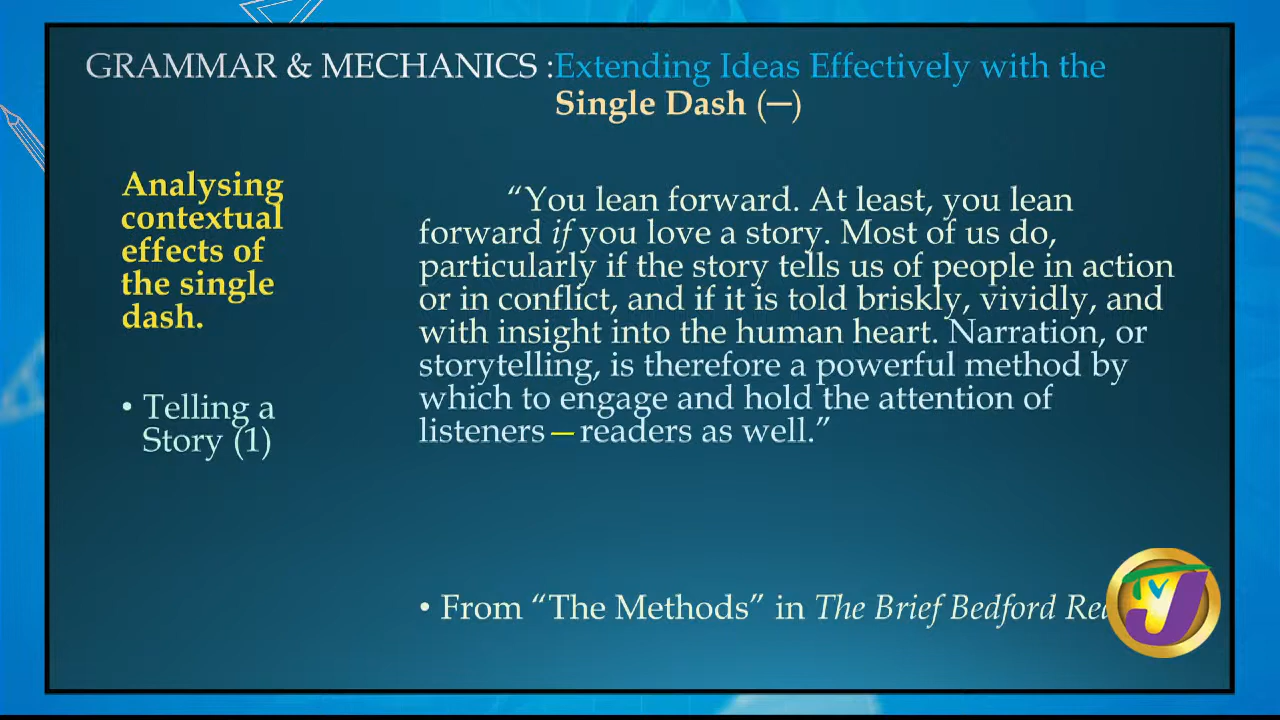 GRAMMAR & MECHANICS :Extending Ideas Effectively with the
Single Dash (—)
Analysing
contextual
effects of
the single
dash.
• Telling a
Story (1)
“You lean forward. At least, you lean
forward if you love a story. Most of us do,
particularly if the story tells us of people in action
or in conflict, and if it is told briskly, vividly, and
with insight into the human heart. Narration, or
storytelling, is therefore a powerful method by
which to engage and hold the attention of
listeners—readers as well.”
• From “The Methods” in The Brief Bedford
TVJ